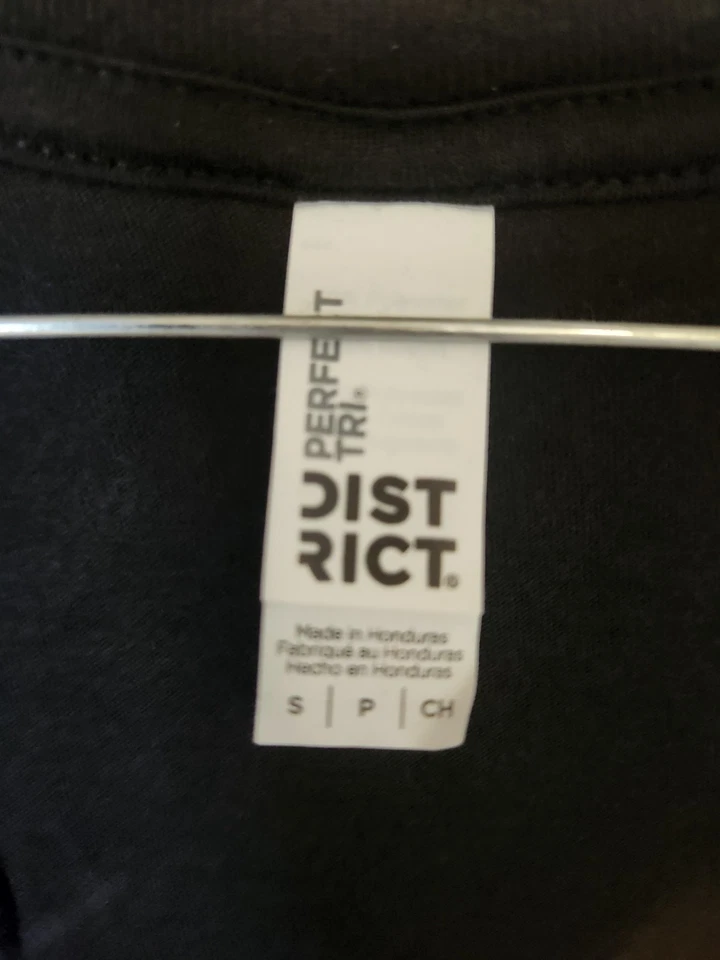 PERFECT
TRI®
DIST
RICT®
Made in Honduras
Fabriqué au Honduras
Hecho en Honduras
S | P | CH